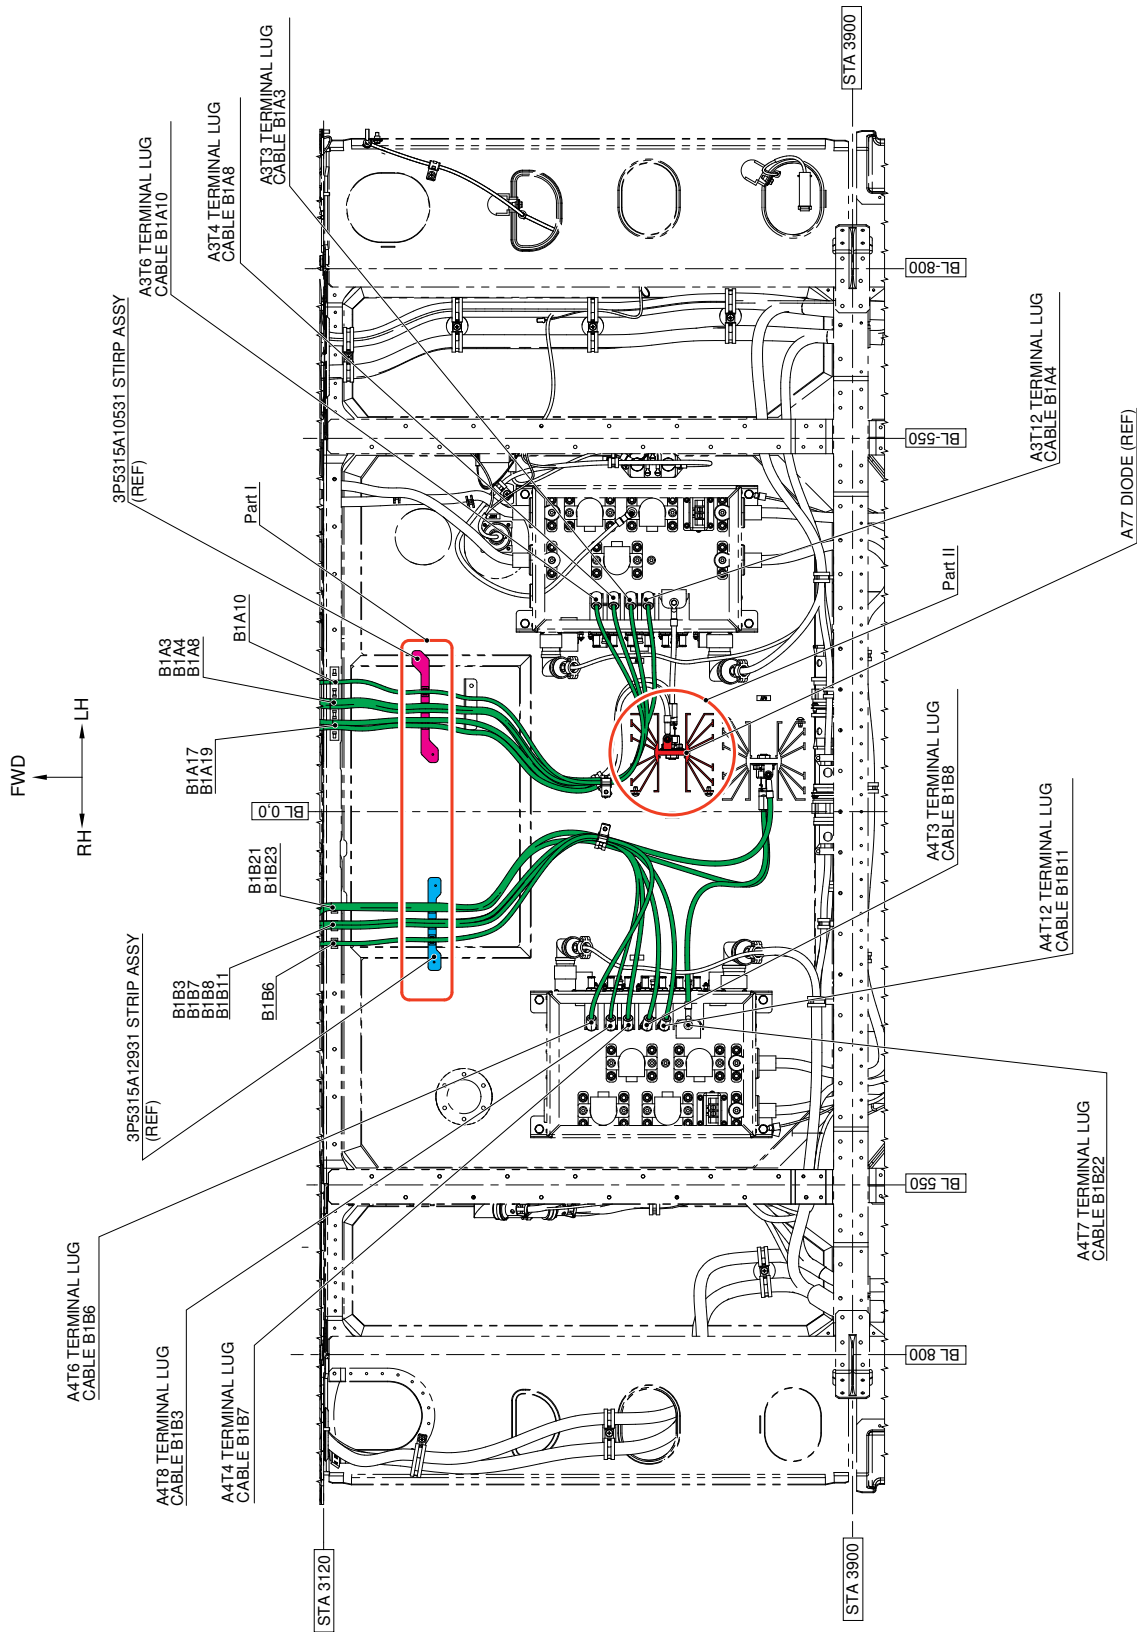 FWD
RH
LH
STA 3120
STA 3900
STA 3900
BL-800
BL-550
BL 0,0
BL 550
BL 800
A3T3 TERMINAL LUG
CABLE B1A3
A3T4 TERMINAL LUG
CABLE B1A8
A3T6 TERMINAL LUG
CABLE B1A10
3P5315A10531 STIRP ASSY
(REF)
Part I
B1A10
B1A3
B1A4
B1A8
B1A17
B1A19
B1B21
B1B23
B1B3
B1B7
B1B8
B1B11
B1B6
3P5315A12931 STRIP ASSY
(REF)
A4T6 TERMINAL LUG
CABLE B1B6
A4T8 TERMINAL LUG
CABLE B1B3
A4T4 TERMINAL LUG
CABLE B1B7
A3T12 TERMINAL LUG
CABLE B1A4
A77 DIODE (REF)
Part II
A4T3 TERMINAL LUG
CABLE B1B8
A4T12 TERMINAL LUG
CABLE B1B11
A4T7 TERMINAL LUG
CABLE B1B22